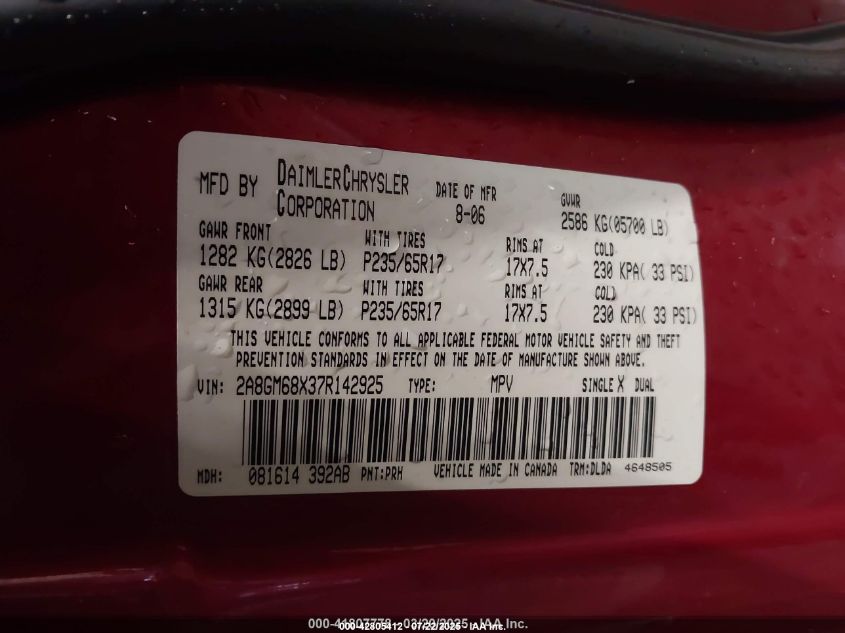 MFD BY DAIMLERCHRYSLER CORPORATION DATE OF MFR 8-06 GVWR 2586 KG(05700 LB)
GAWR FRONT WITH TIRES RIMS AT COLD
1282 KG(2826 LB) P235/65R17 17X7.5 230 KPA( 33 PSI)
GAWR REAR WITH TIRES RIMS AT COLD
1315 KG(2899 LB) P235/65R17 17X7.5 230 KPA( 33 PSI)
THIS VEHICLE CONFORMS TO ALL APPLICABLE FEDERAL MOTOR VEHICLE SAFETY AND THEFT
PREVENTION STANDARDS IN EFFECT ON THE DATE OF MANUFACTURE SHOWN ABOVE.
VIN: 2A8GM68X37R142925 TYPE: MPV SINGLE X DUAL
MDH: 081614 392AB PNT:PRH VEHICLE MADE IN CANADA TRM:DLDA 4648505
000-42805412 07/22/2025 IAA Inc.